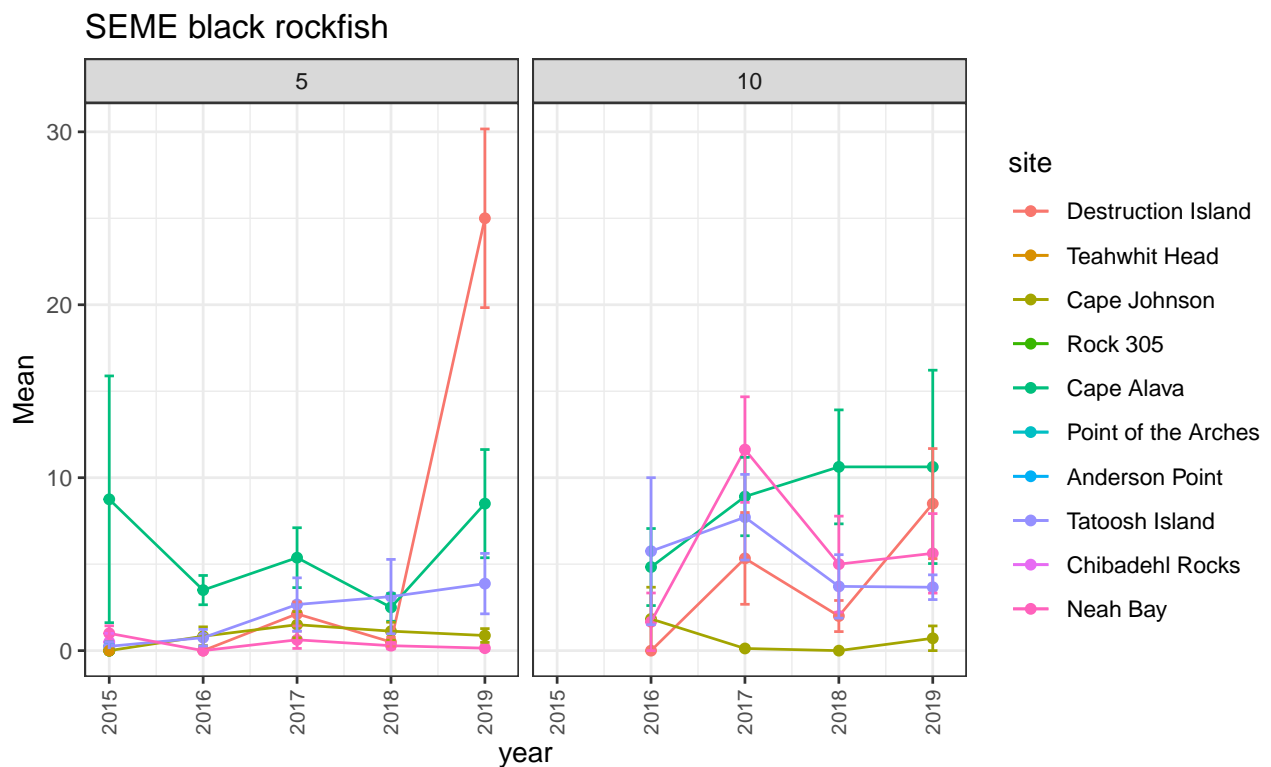 SEME black rockfish
5
10
30
20
10
0
Mean
2015
2016
2017
2018
2019
2015
2016
2017
2018
2019
year
site
Destruction Island
Teahwhit Head
Cape Johnson
Rock 305
Cape Alava
Point of the Arches
Anderson Point
Tatoosh Island
Chibadehl Rocks
Neah Bay